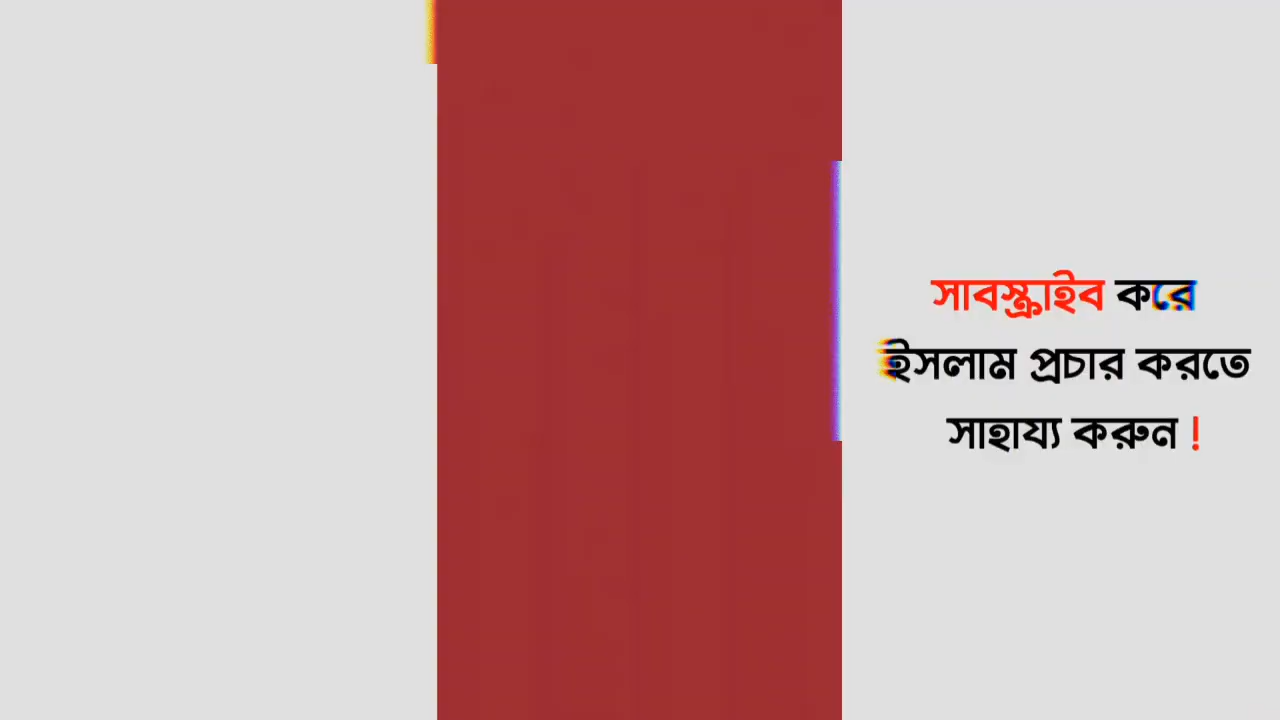 সাবস্ক্রাইব করে
ইসলাম প্রচার করতে
সাহায্য করুন !